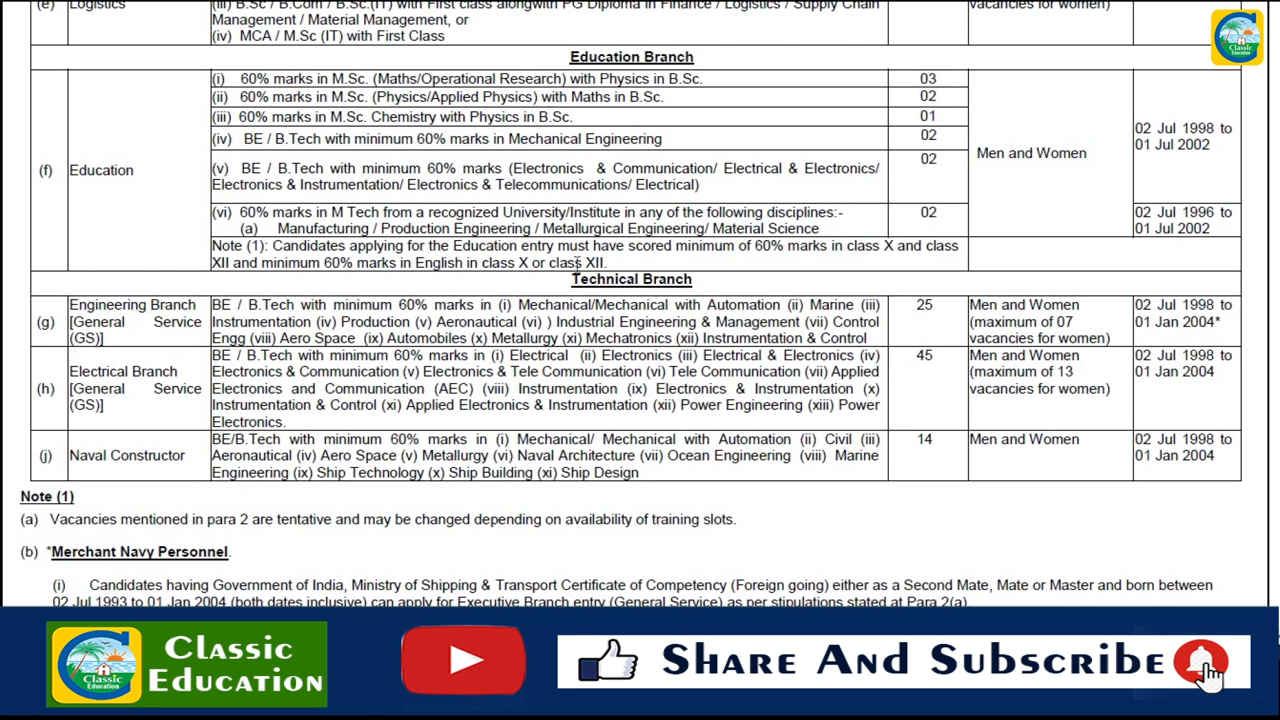 (e) Logistics (iii) B.Sc / B.Com / B.Sc.(IT) with First class alongwith PG Diploma in Finance / Logistics / Supply Chain vacancies for women)
Management / Material Management, or
(iv) MCA / M.Sc (IT) with First Class
Classic
Education
Education Branch
(f) Education
(i) 60% marks in M.Sc. (Maths/Operational Research) with Physics in B.Sc. 03
(ii) 60% marks in M.Sc. (Physics/Applied Physics) with Maths in B.Sc. 02
(iii) 60% marks in M.Sc. Chemistry with Physics in B.Sc. 01
(iv) BE / B.Tech with minimum 60% marks in Mechanical Engineering 02
(v) BE / B.Tech with minimum 60% marks (Electronics & Communication/ Electrical & Electronics/ 02
Electronics & Instrumentation/ Electronics & Telecommunications/ Electrical)
Men and Women
02 Jul 1998 to
01 Jul 2002
(vi) 60% marks in M Tech from a recognized University/Institute in any of the following disciplines:- 02 02 Jul 1996 to
(a) Manufacturing / Production Engineering / Metallurgical Engineering/ Material Science 01 Jul 2002
Note (1): Candidates applying for the Education entry must have scored minimum of 60% marks in class X and class
XII and minimum 60% marks in English in class X or class XII.
Technical Branch
(g)
Engineering Branch BE / B.Tech with minimum 60% marks in (i) Mechanical/Mechanical with Automation (ii) Marine (iii) 25 Men and Women 02 Jul 1998 to
[General Service Instrumentation (iv) Production (v) Aeronautical (vi) ) Industrial Engineering & Management (vii) Control (maximum of 07 01 Jan 2004*
(GS)] Engg (viii) Aero Space (ix) Automobiles (x) Metallurgy (xi) Mechatronics (xii) Instrumentation & Control vacancies for women)
(h)
Electrical Branch
[General Service
(GS)]
BE / B.Tech with minimum 60% marks in (i) Electrical (ii) Electronics (iii) Electrical & Electronics (iv) 45 Men and Women 02 Jul 1998 to
Electronics & Communication (v) Electronics & Tele Communication (vi) Tele Communication (vii) Applied (maximum of 13 01 Jan 2004
Electronics and Communication (AEC) (viii) Instrumentation (ix) Electronics & Instrumentation (x) vacancies for women)
Instrumentation & Control (xi) Applied Electronics & Instrumentation (xii) Power Engineering (xiii) Power
Electronics.
(j) Naval Constructor
BE/B.Tech with minimum 60% marks in (i) Mechanical/ Mechanical with Automation (ii) Civil (iii) 14 Men and Women 02 Jul 1998 to
Aeronautical (iv) Aero Space (v) Metallurgy (vi) Naval Architecture (vii) Ocean Engineering (viii) Marine 01 Jan 2004
Engineering (ix) Ship Technology (x) Ship Building (xi) Ship Design
Note (1)
(a) Vacancies mentioned in para 2 are tentative and may be changed depending on availability of training slots.
(b) *Merchant Navy Personnel.
(i) Candidates having Government of India, Ministry of Shipping & Transport Certificate of Competency (Foreign going) either as a Second Mate, Mate or Master and born between
02 Jul 1993 to 01 Jan 2004 (both dates inclusive) can apply for Executive Branch entry (General Service) as per stipulations stated at Para 2(a).
Classic
Education
Classic
Education
Share And Subscribe